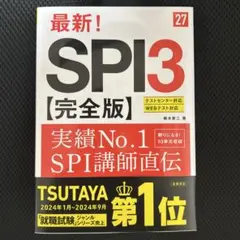 '27
最新!
SPI3
【完全版】
テストセンター対応
WEBテスト対応
実績No.1
SPI講師直伝
TSUTAYA
2024年1月~2024年9月
「就職試験」ジャンル
シリーズ売上
第1位